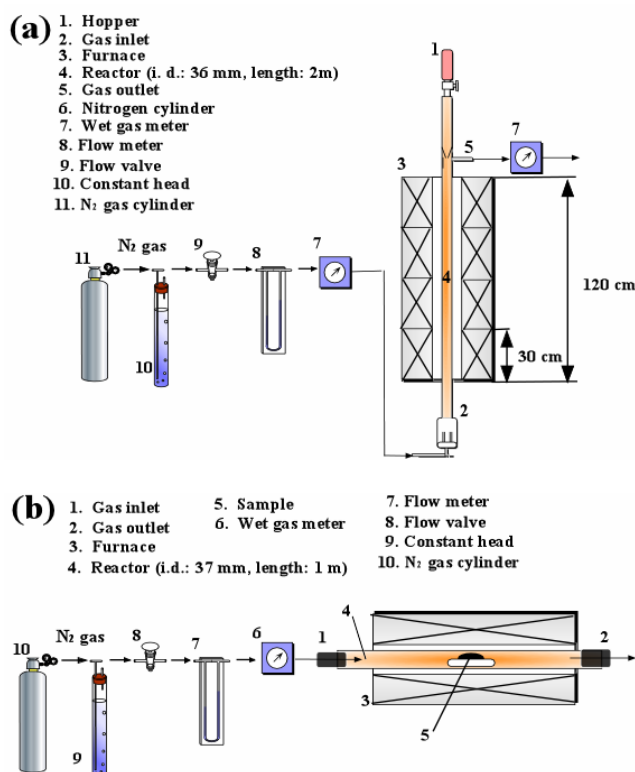 (a)
1. Hopper
2. Gas inlet
3. Furnace
4. Reactor (i. d.: 36 mm, length: 2m)
5. Gas outlet
6. Nitrogen cylinder
7. Wet gas meter
8. Flow meter
9. Flow valve
10. Constant head
11. N₂ gas cylinder
1
5
7
3
4
120 cm
30 cm
2
11
N₂ gas
9
8
7
10
(b)
1. Gas inlet
2. Gas outlet
3. Furnace
4. Reactor (i.d.: 37 mm, length: 1 m)
5. Sample
6. Wet gas meter
7. Flow meter
8. Flow valve
9. Constant head
10. N₂ gas cylinder
10
N₂ gas
8
7
6
1
4
2
3
5
9